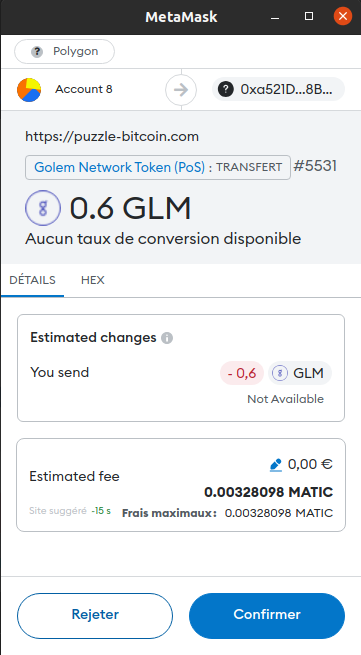 MetaMask
Polygon
Account 8
0xa521D...8B...
https://puzzle-bitcoin.com
Golem Network Token (PoS) : TRANSFERT #5531
0.6 GLM
Aucun taux de conversion disponible
DÉTAILS HEX
Estimated changes
You send - 0,6 GLM
Not Available
0,00 €
Estimated fee
0.00328098 MATIC
Site suggéré -15 s Frais maximaux: 0.00328098 MATIC
Rejeter Confirmer